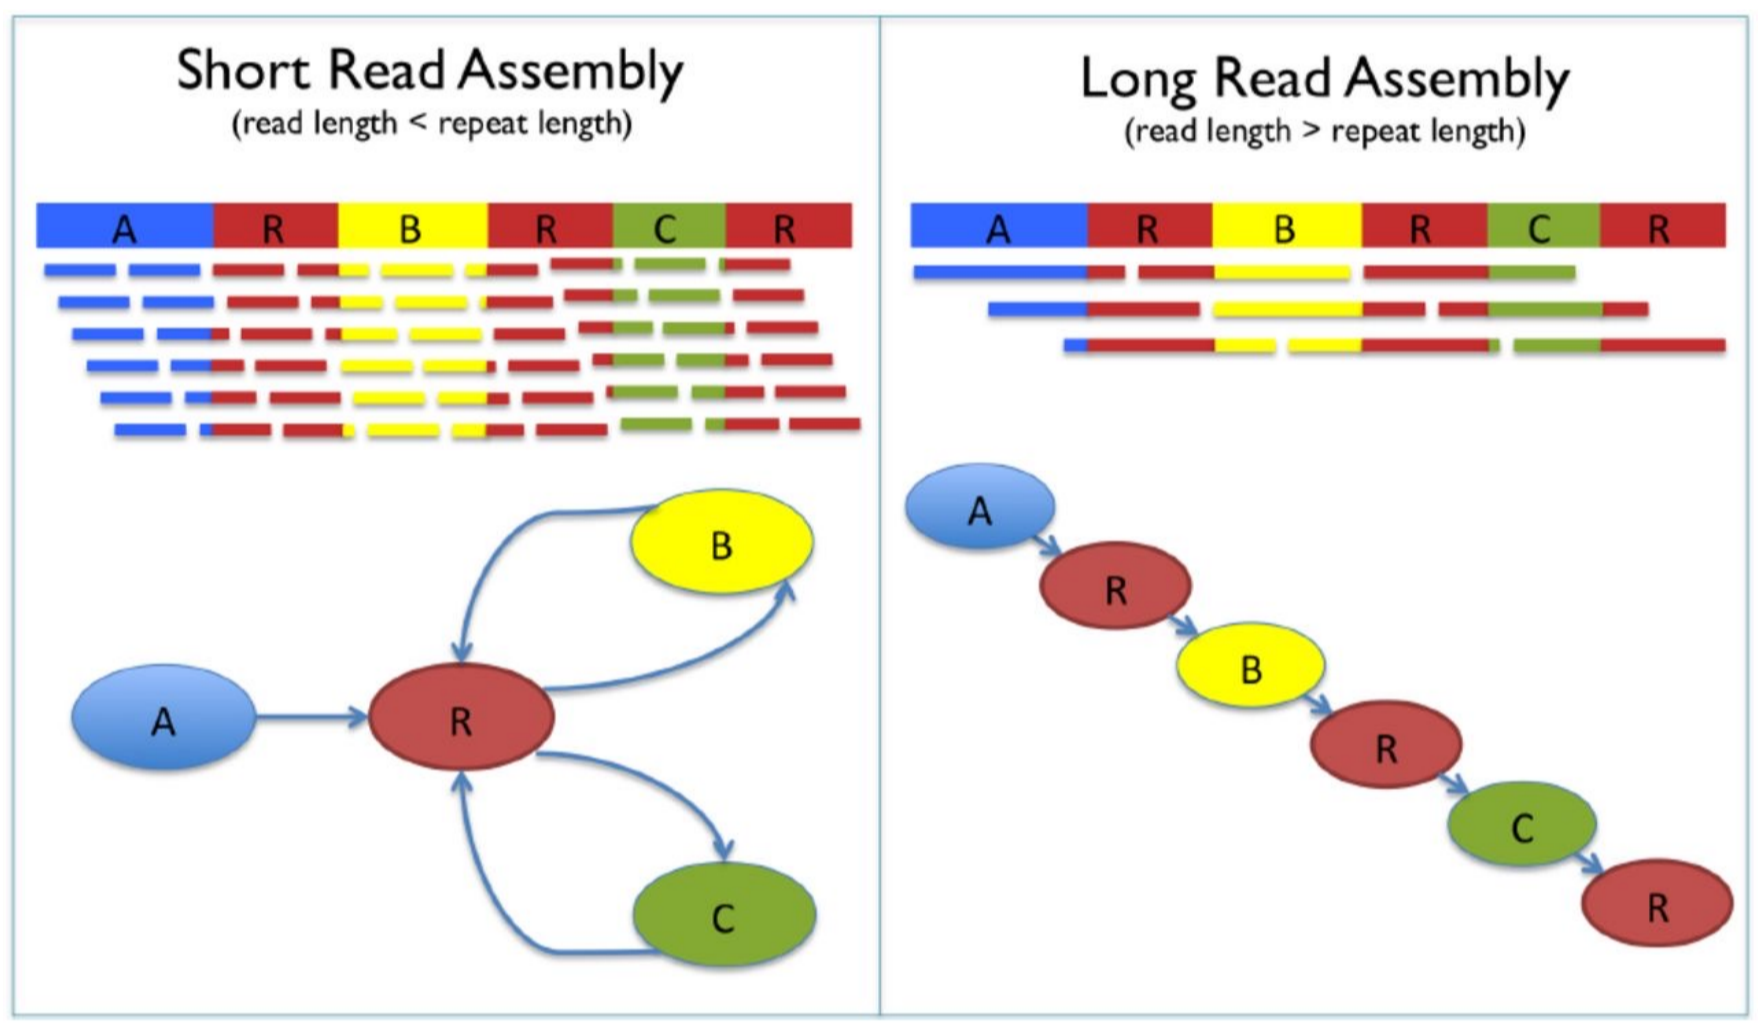 Short Read Assembly
(read length < repeat length)
A R B R C R
B
A
R
C
Long Read Assembly
(read length > repeat length)
A R B R C R
A
R
B
R
C
R